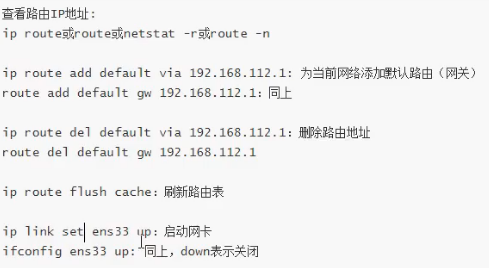 查看路由IP地址:
ip route或route或netstat -r或route -n
ip route add default via 192.168.112.1: 为当前网络添加默认路由（网关）
route add default gw 192.168.112.1：同上
ip route del default via 192.168.112.1：删除路由地址
route del default gw 192.168.112.1
ip route flush cache：刷新路由表
ip link set ens33 up：启动网卡
ifconfig ens33 up：同上，down表示关闭